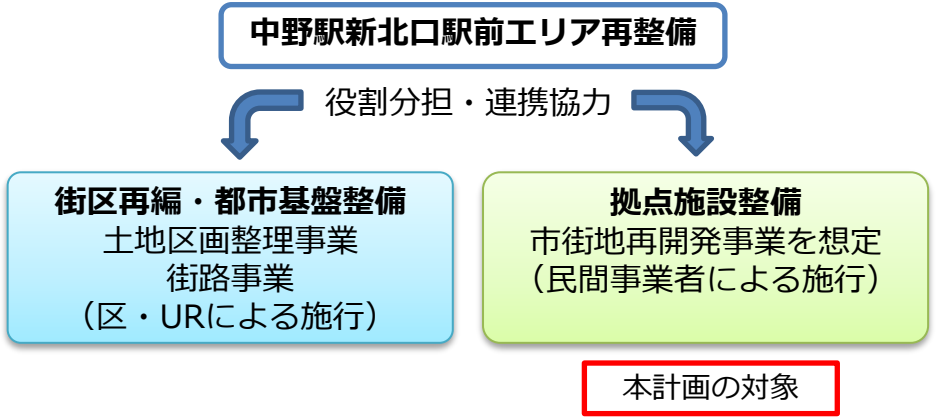 中野駅新北口駅前エリア再整備
役割分担・連携協力
街区再編・都市基盤整備
土地区画整理事業
街路事業
（区・URによる施行）
拠点施設整備
市街地再開発事業を想定
（民間事業者による施行）
本計画の対象